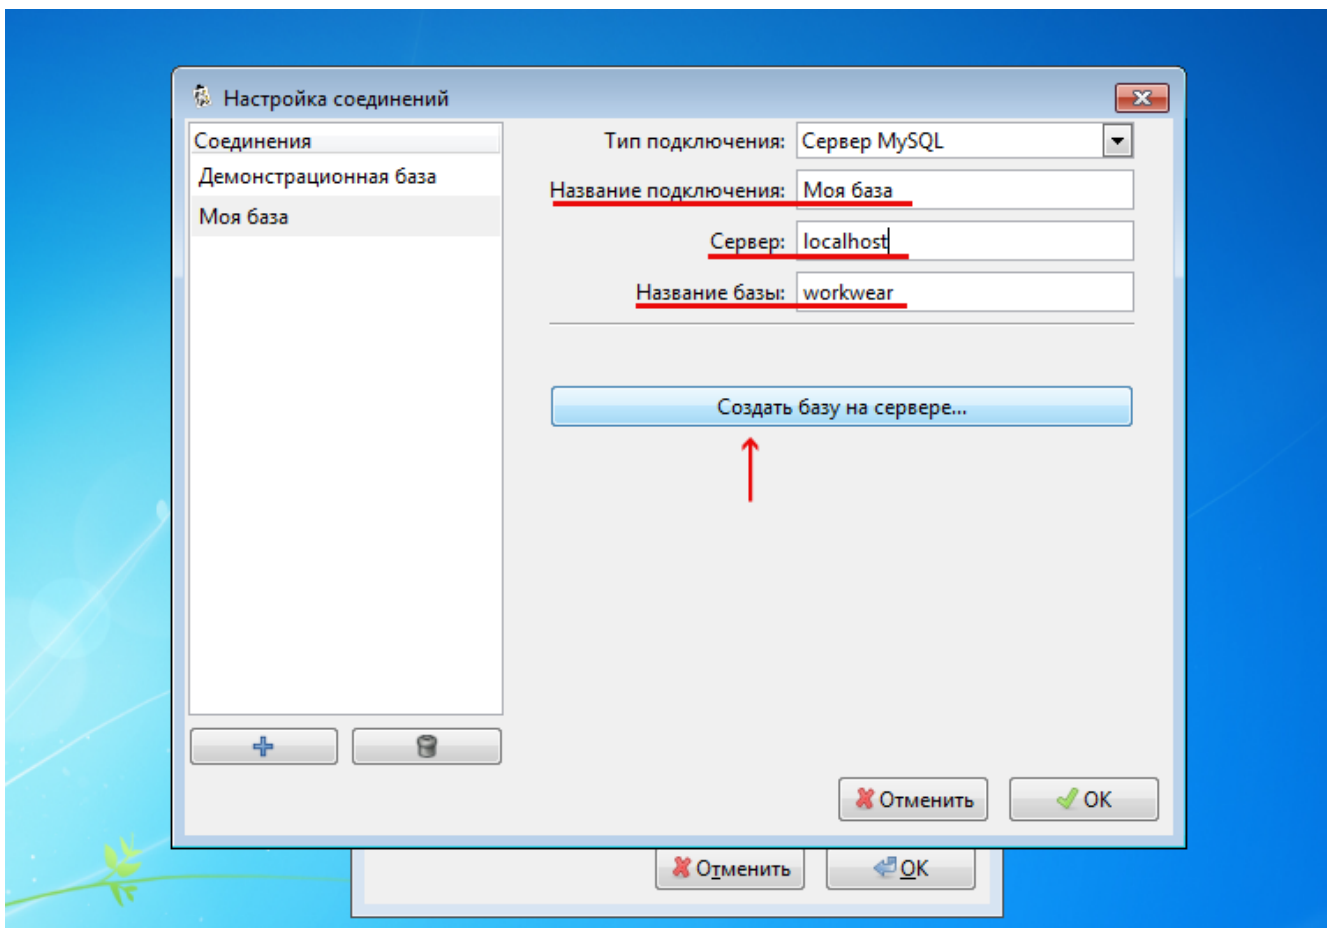 Настройка соединений
Соединения
Демонстрационная база
Моя база
Тип подключения: Сервер MySQL
Название подключения: Моя база
Сервер: localhost
Название базы: workwear
Создать базу на сервере...
Отменить OK
Отменить OK